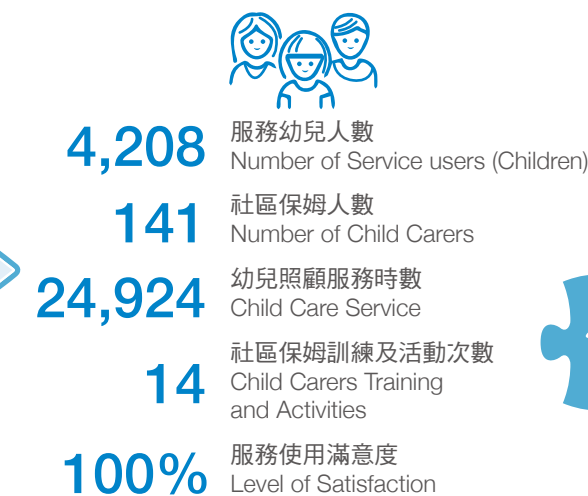 4,208
服務幼兒人數
Number of Service users (Children)
141
社區保姆人數
Number of Child Carers
24,924
幼兒照顧服務時數
Child Care Service
14
社區保姆訓練及活動次數
Child Carers Training
and Activities
100%
服務使用滿意度
Level of Satisfaction